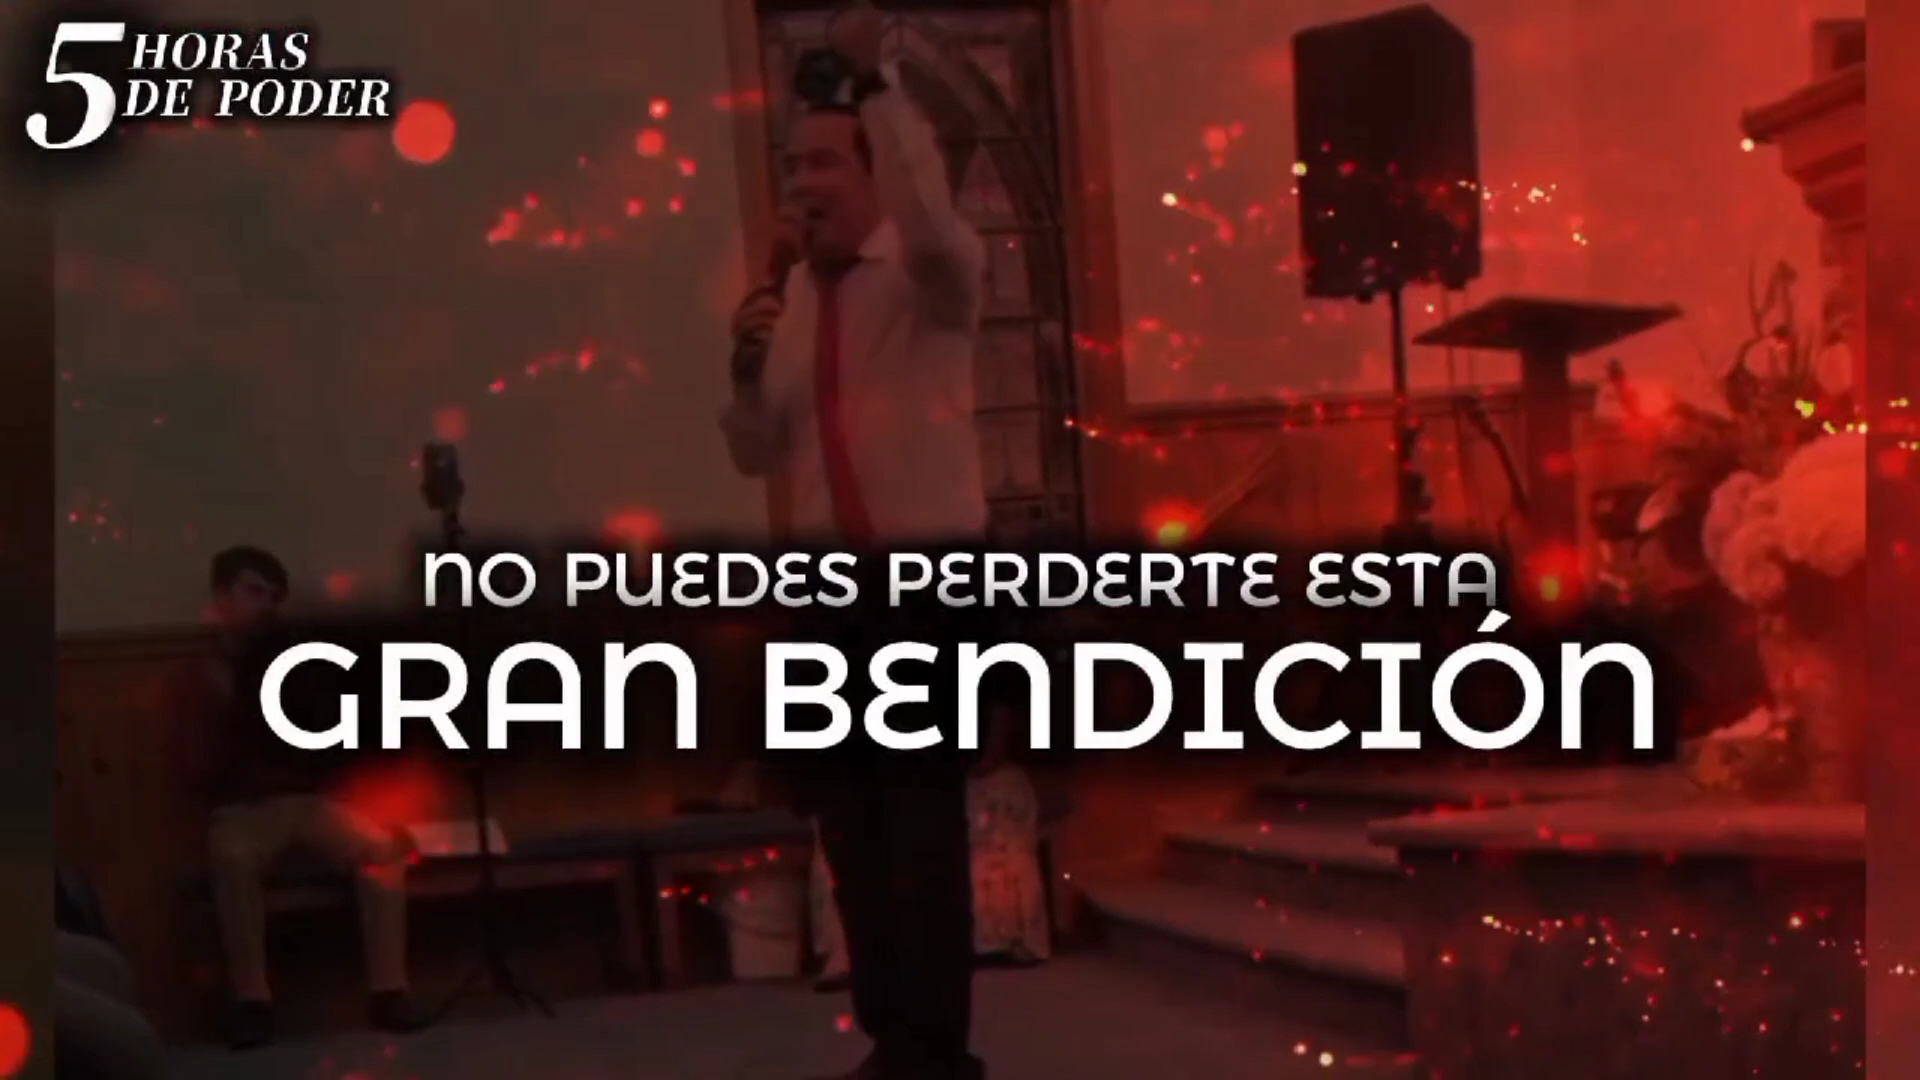 5 HORAS
DE PODER
NO PUEDES PERDERTE ESTA
GRAN BENDICIÓN